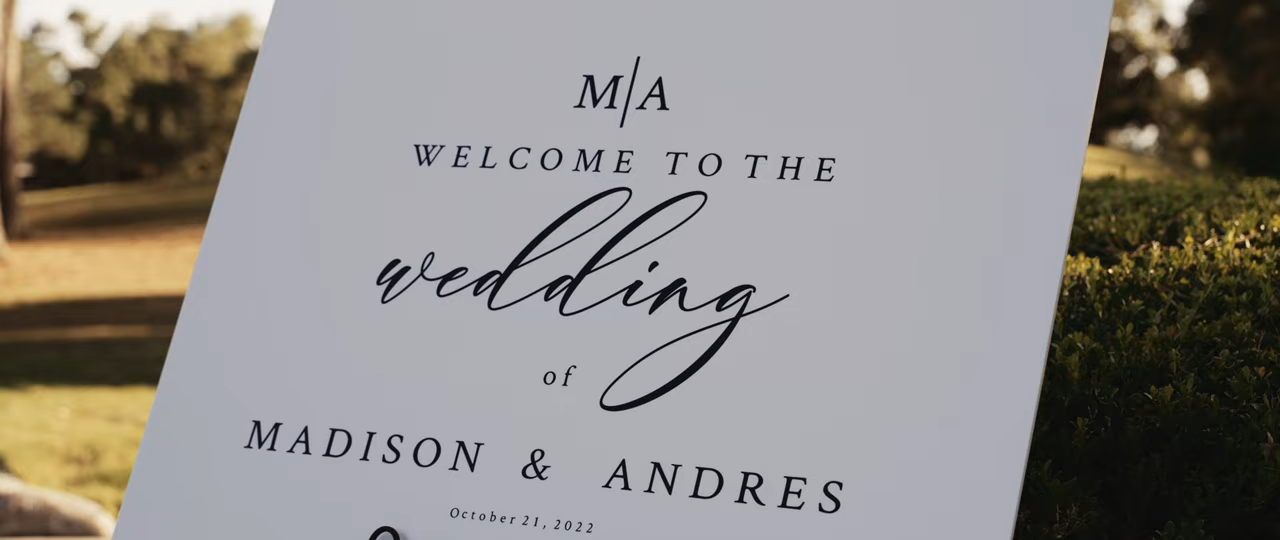 M|A
WELCOME TO THE
wedding
of
MADISON & ANDRES
October 21, 2022